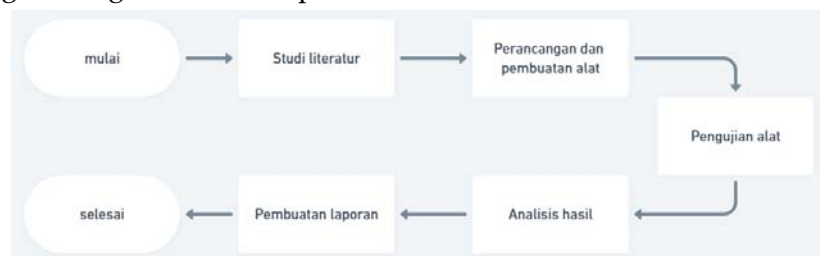 mulai
Studi literatur
Perancangan dan
pembuatan alat
Pengujian alat
Analisis hasil
Pembuatan laporan
selesai